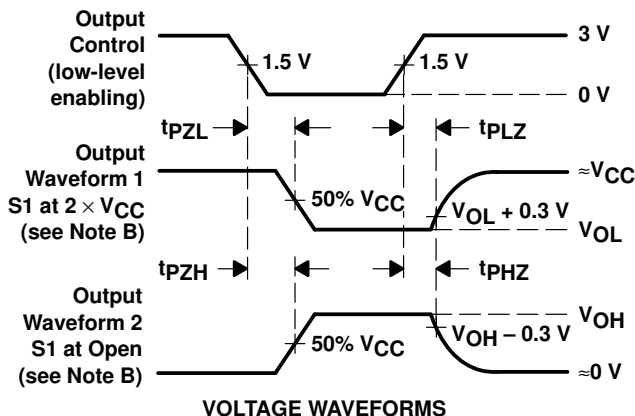 Output
Control
(low-level
enabling)
1.5 V
1.5 V
3 V
0 V
tPZL
tPLZ
Output
Waveform 1
S1 at 2 × VCC
(see Note B)
50% VCC
VOL + 0.3 V
≈VCC
VOL
tPZH
tPHZ
Output
Waveform 2
S1 at Open
(see Note B)
50% VCC
VOH – 0.3 V
VOH
≈0 V
VOLTAGE WAVEFORMS